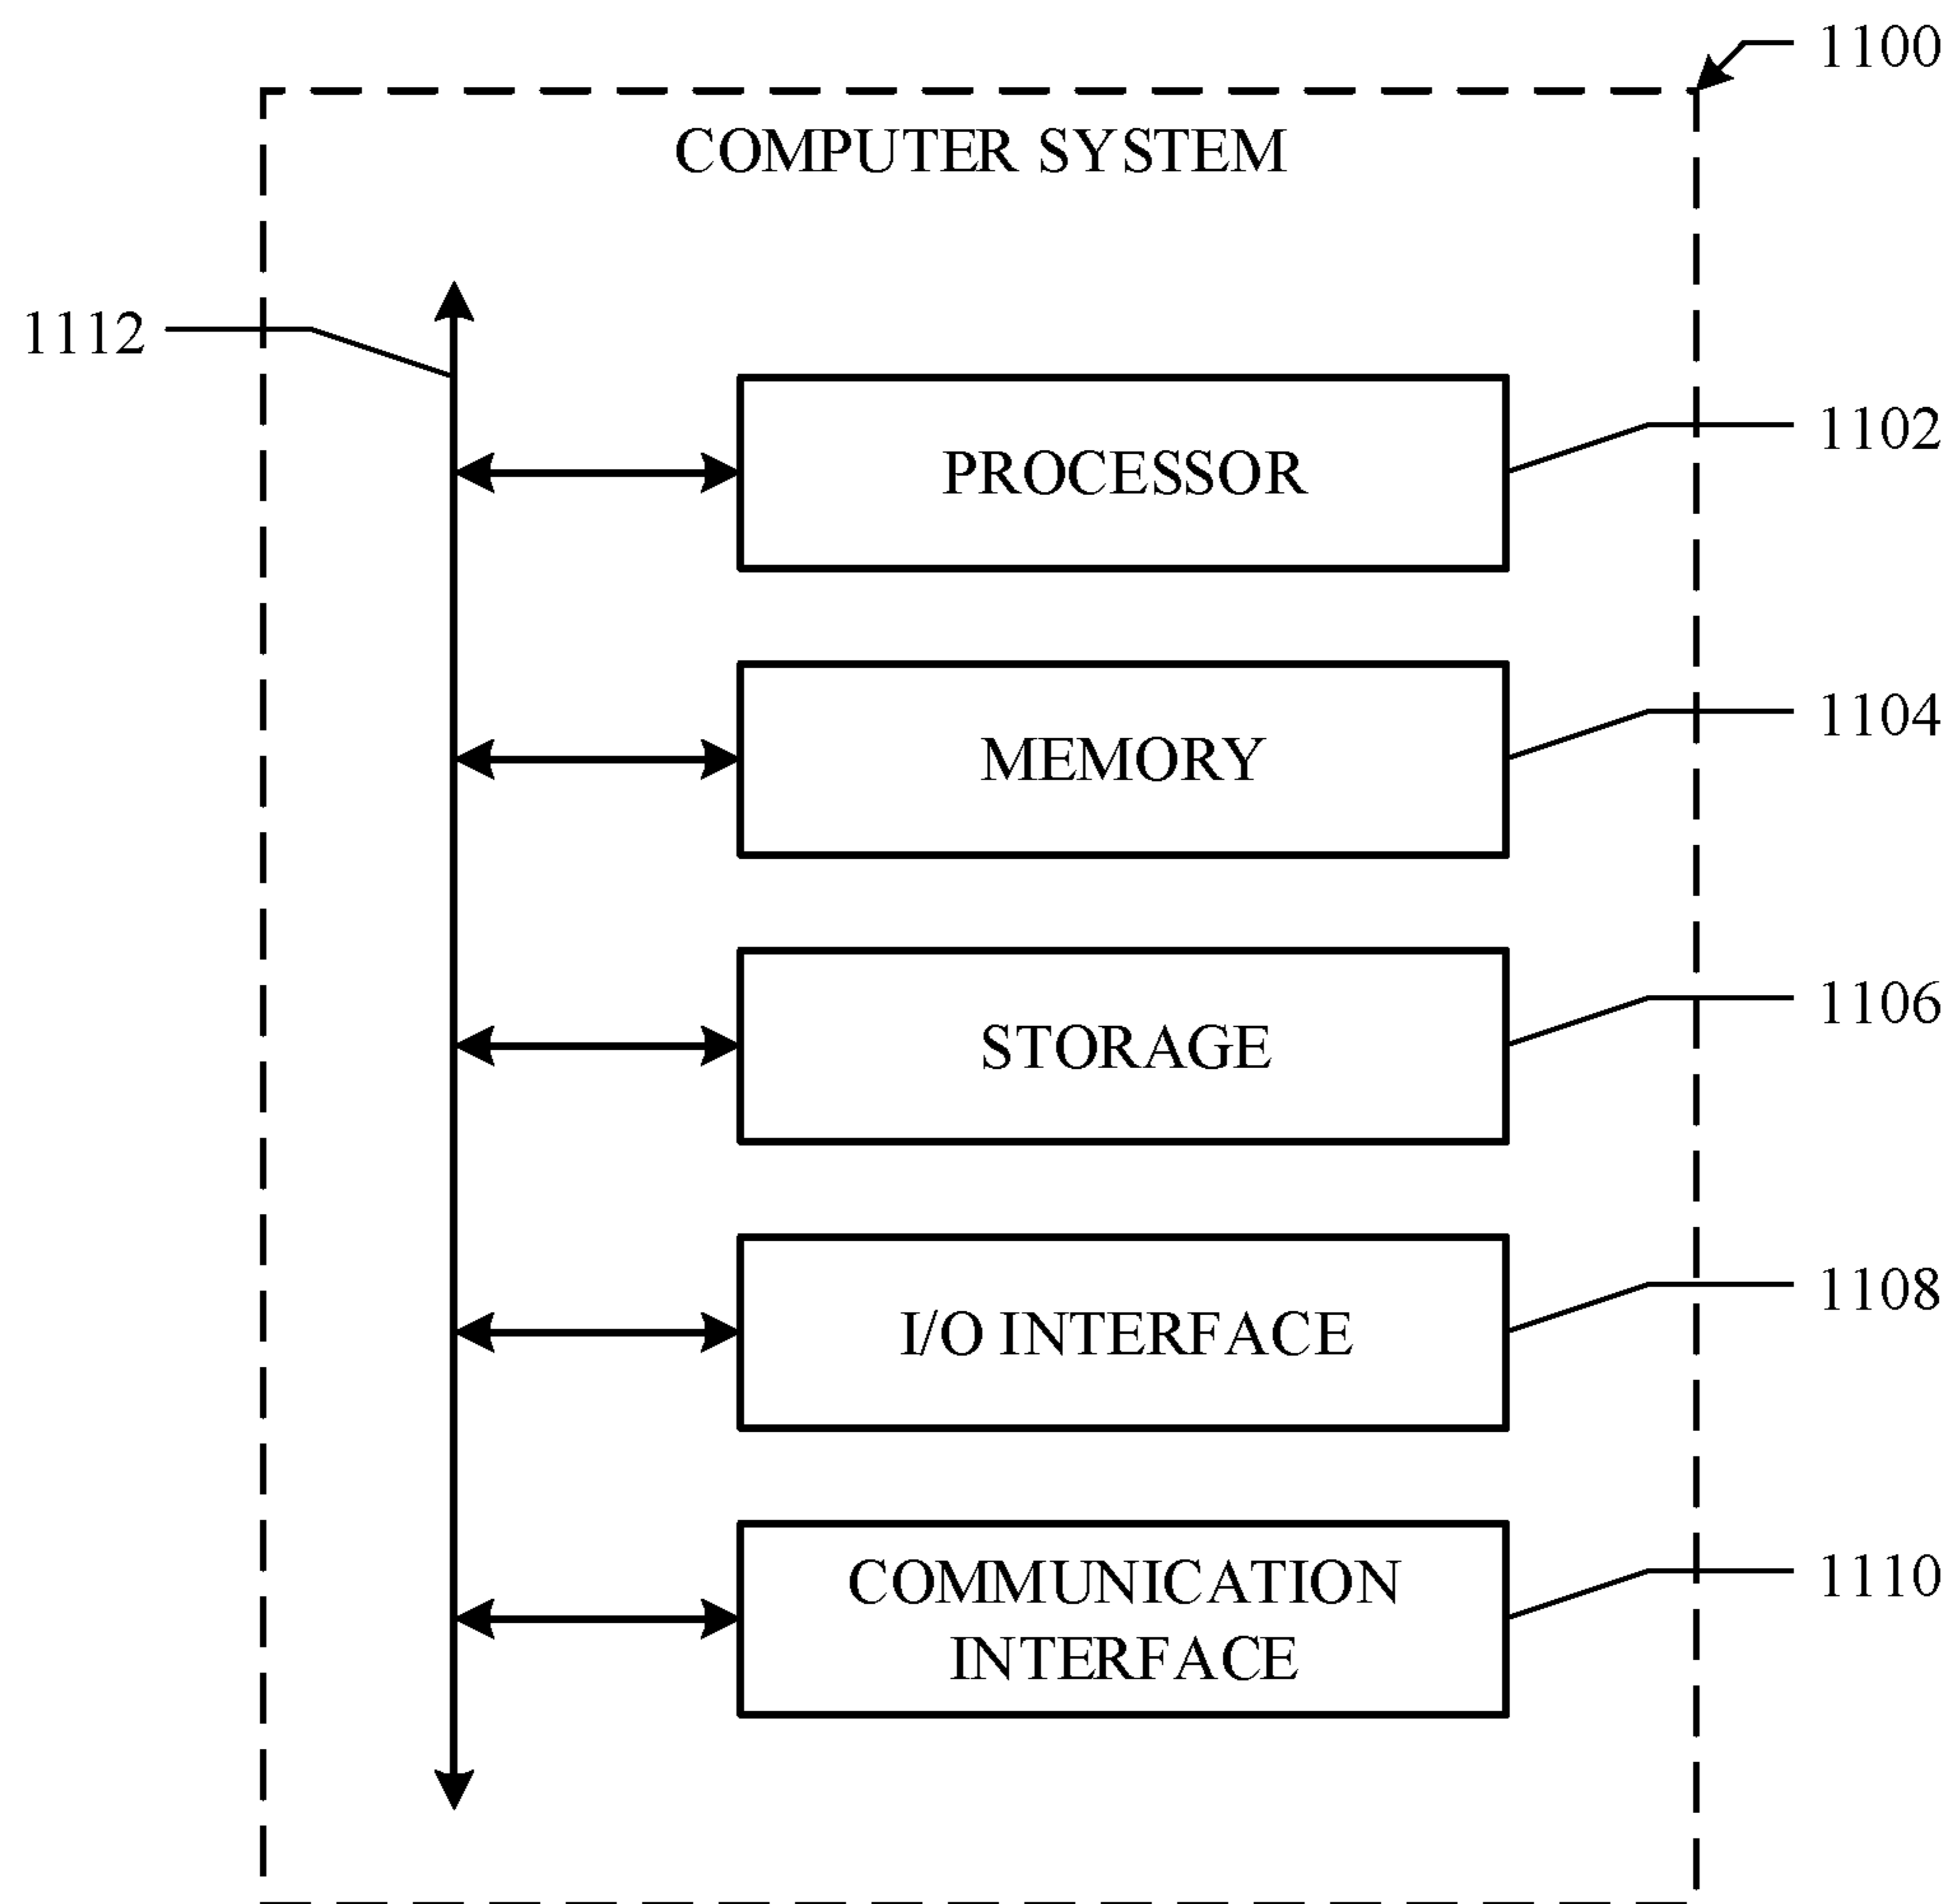 1100
COMPUTER SYSTEM
1112
1102
PROCESSOR
1104
MEMORY
1106
STORAGE
1108
I/O INTERFACE
1110
COMMUNICATION
INTERFACE